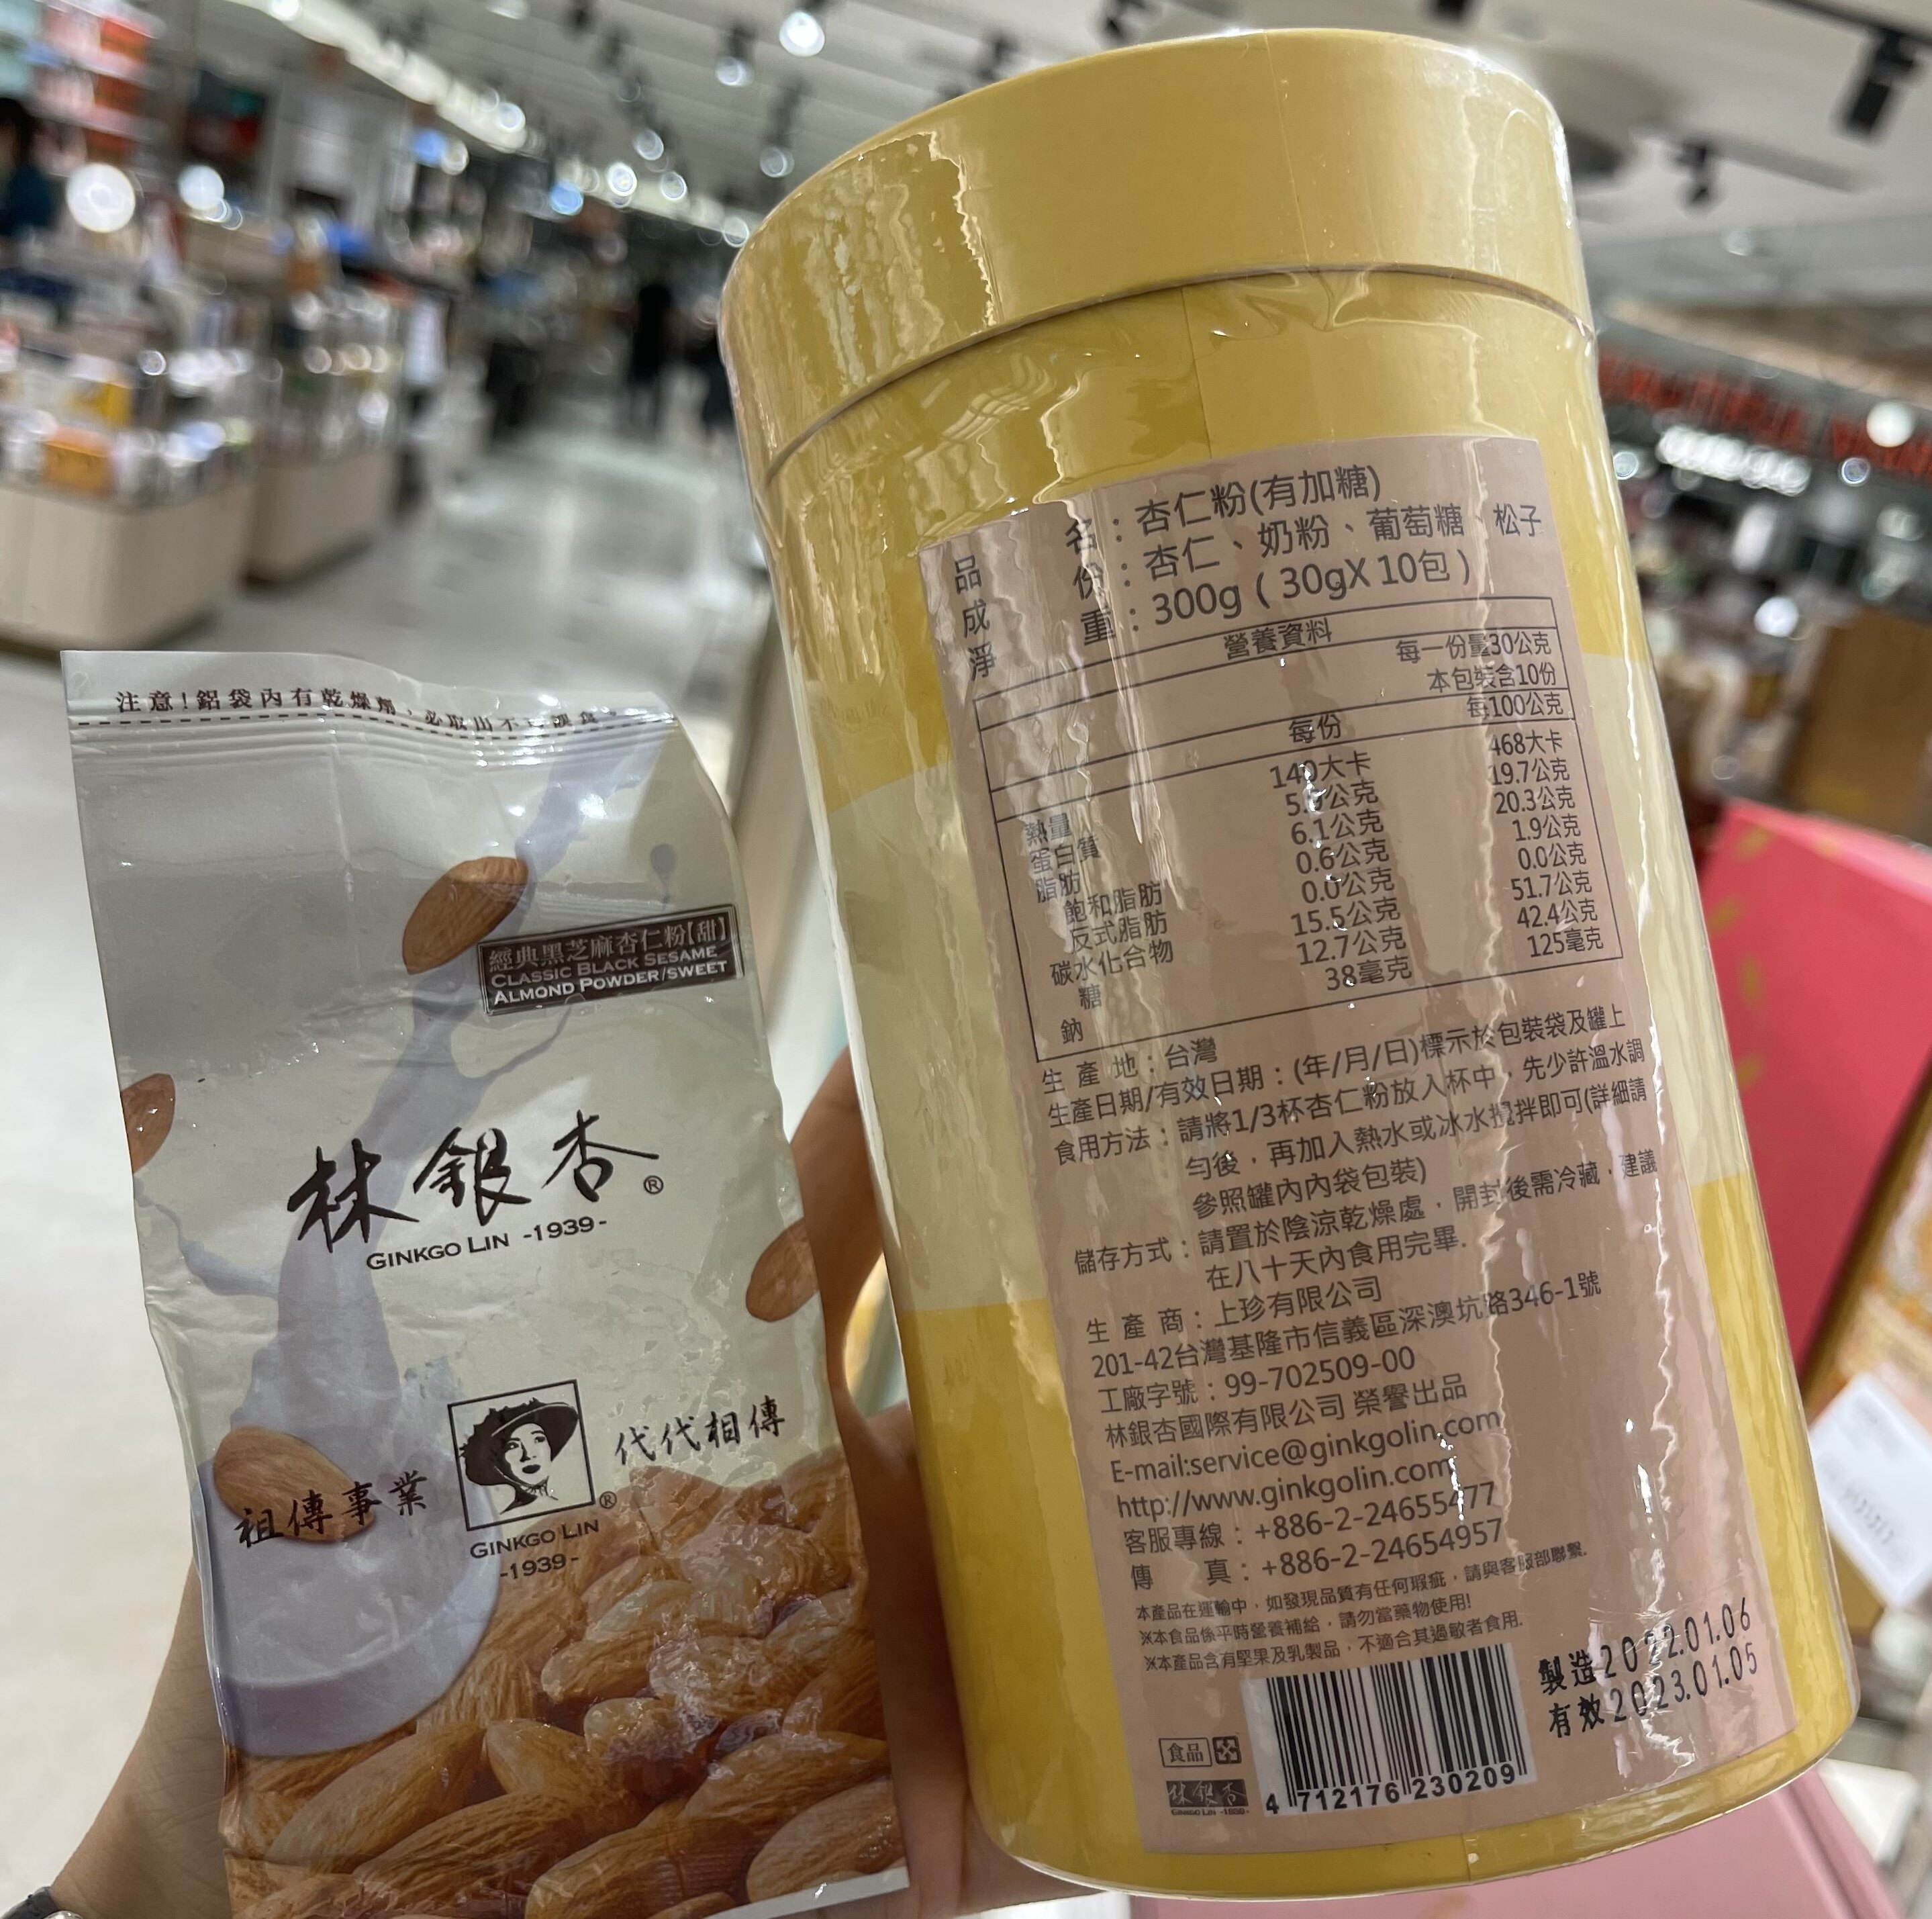 注意!鋁袋內有乾燥劑,必取出不可誤食
經典黑芝麻杏仁粉[甜]
CLASSIC BLACK SESAME
ALMOND POWDER/SWEET
林銀杏®
GINKGO LIN -1939-
祖傳事業
代代相傳
®
GINKGO LIN
-1939-
品名：杏仁粉(有加糖)
成份：杏仁、奶粉、葡萄糖、松子
淨重：300g ( 30gX 10包 )
營養資料
每一份量30公克
本包裝含10份
每份 每100公克
熱量 140大卡 468大卡
蛋白質 5.9公克 19.7公克
脂肪 6.1公克 20.3公克
飽和脂肪 0.6公克 1.9公克
反式脂肪 0.0公克 0.0公克
碳水化合物 15.5公克 51.7公克
糖 12.7公克 42.4公克
鈉 38毫克 125毫克
生產地：台灣
生產日期/有效日期：(年/月/日)標示於包裝袋及罐上
食用方法：請將1/3杯杏仁粉放入杯中，先少許溫水調
勻後，再加入熱水或冰水攪拌即可(詳細請
參照罐內內袋包裝)
儲存方式：請置於陰涼乾燥處，開封後需冷藏，建議
在八十天內食用完畢.
生產商：上珍有限公司
201-42台灣基隆市信義區深澳坑路346-1號
工廠字號：99-702509-00
林銀杏國際有限公司 榮譽出品
E-mail:service@ginkgolin.com
http://www.ginkgolin.com
客服專線：+886-2-24655477
傳真：+886-2-24654957
本產品在運輸中，如發現品質有任何瑕疵，請與客服部聯繫.
※本食品係平時營養補給，請勿當藥物使用!
※本產品含有堅果及乳製品，不適合其過敏者食用.
製造2022.01.06
有效2023.01.05
食品
林銀杏
GINKGO LIN -1939-
4 712176 230209